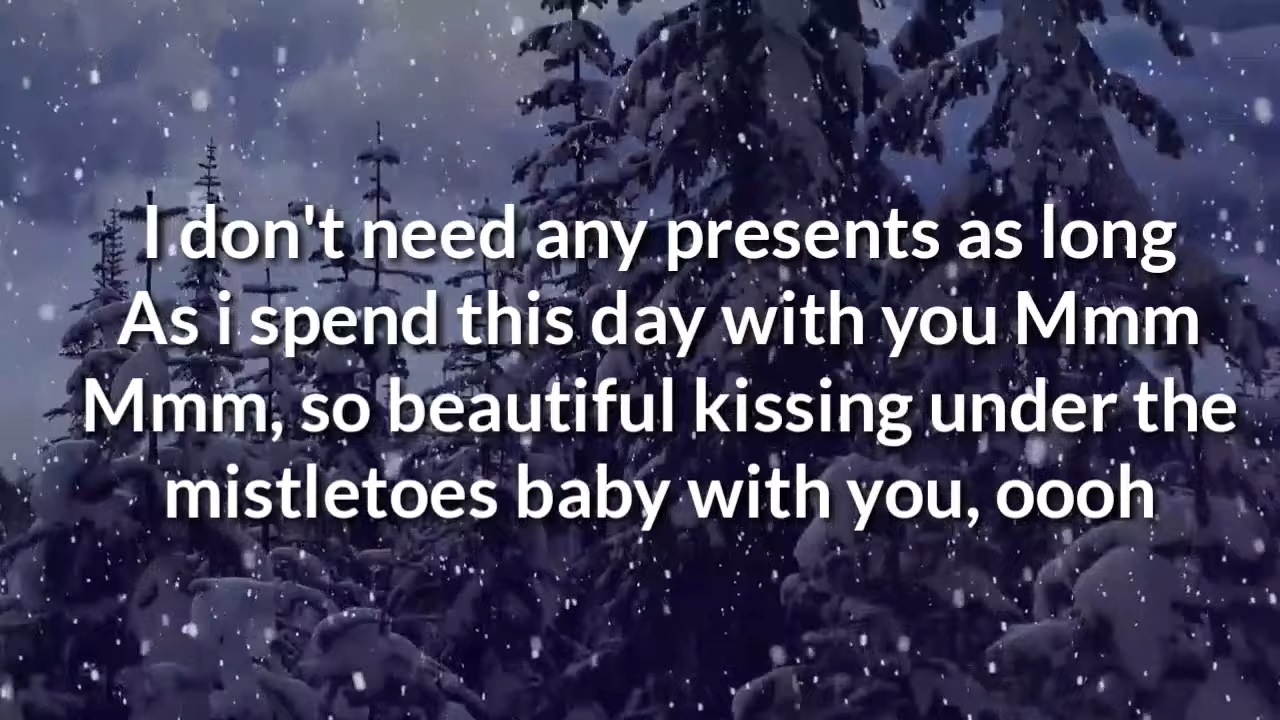 I don't need any presents as long
As i spend this day with you Mmm
Mmm, so beautiful kissing under the
mistletoes baby with you, oooh